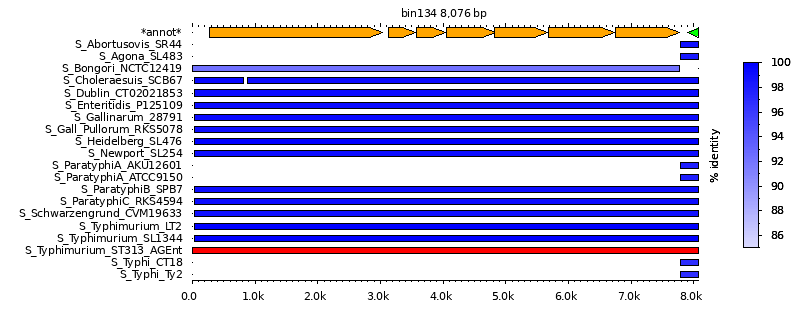 bin134 8,076 bp
*annot*
S_Abortusovis_SR44
S_Agona_SL483
S_Bongori_NCTC12419
S_Choleraesuis_SCB67
S_Dublin_CT02021853
S_Enteritidis_P125109
S_Gallinarum_28791
S_Gall_Pullorum_RKS5078
S_Heidelberg_SL476
S_Newport_SL254
S_ParatyphiA_AKU12601
S_ParatyphiA_ATCC9150
S_ParatyphiB_SPB7
S_ParatyphiC_RKS4594
S_Schwarzengrund_CVM19633
S_Typhimurium_LT2
S_Typhimurium_SL1344
S_Typhimurium_ST313_AGEnt
S_Typhi_CT18
S_Typhi_Ty2
0.0 1.0k 2.0k 3.0k 4.0k 5.0k 6.0k 7.0k 8.0k
% identity
100
98
96
94
92
90
88
86